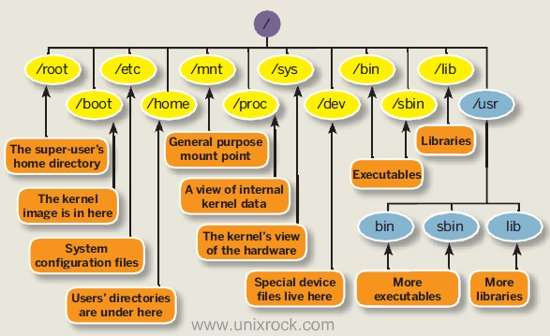 /
/root
/etc
/mnt
/sys
/bin
/lib
/boot
/home
/proc
/dev
/sbin
/usr
The super-user's
home directory
General purpose
mount point
Libraries
Executables
The kernel
image is in here
A view of internal
kernel data
bin
sbin
lib
System
configuration files
The kernel's view
of the hardware
Users' directories
are under here
Special device
files live here
More
executables
More
libraries
www.unixrock.com